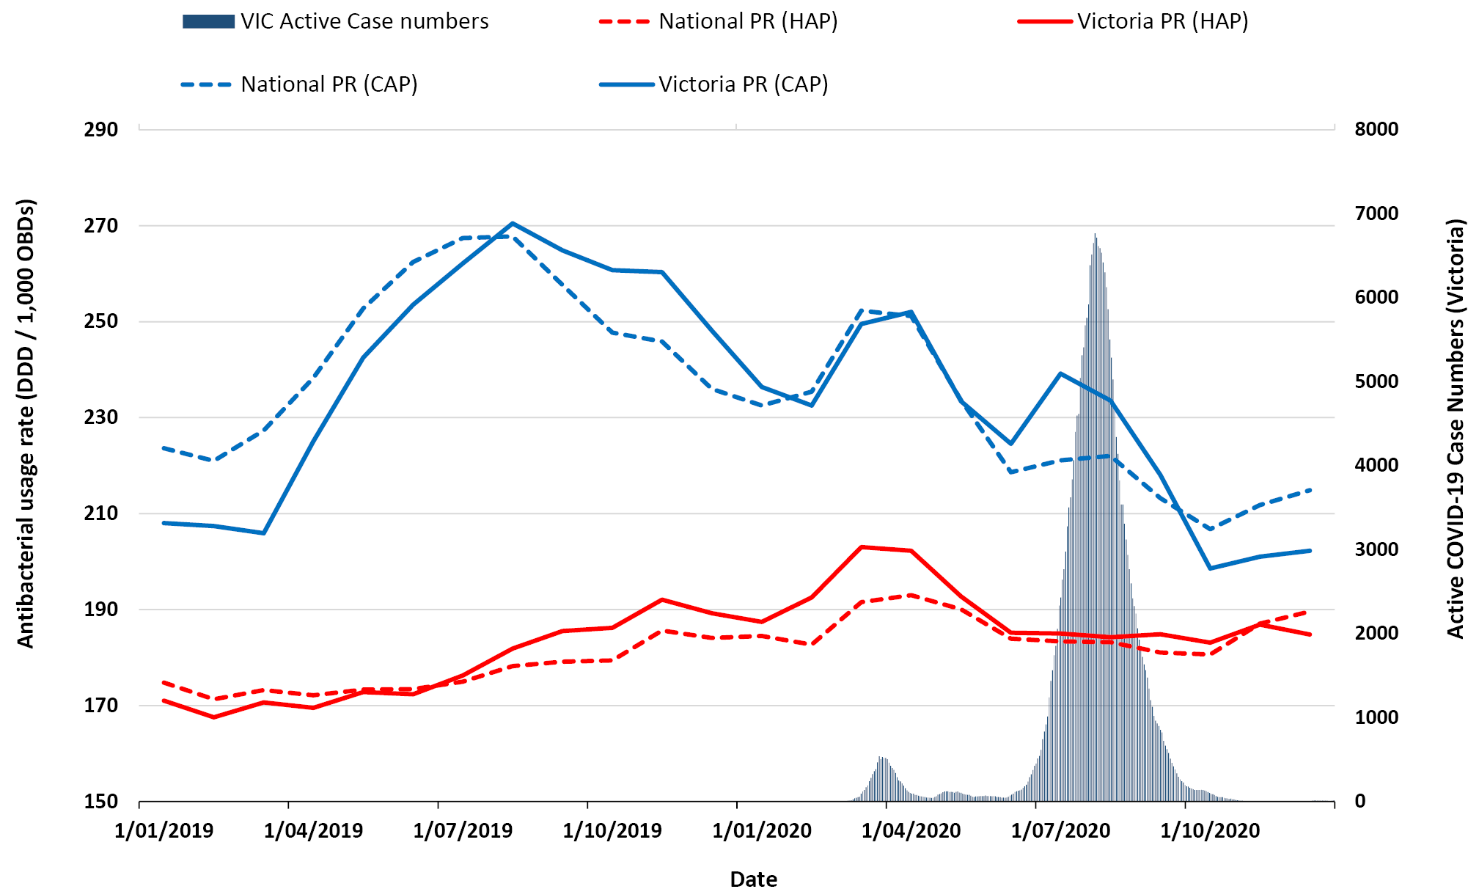 VIC Active Case numbers National PR (HAP) Victoria PR (HAP)
National PR (CAP) Victoria PR (CAP)
Antibacterial usage rate (DDD / 1,000 OBDs)
290
270
250
230
210
190
170
150
8000
7000
6000
5000
4000
3000
2000
1000
0
Active COVID-19 Case Numbers (Victoria)
1/01/2019 1/04/2019 1/07/2019 1/10/2019 1/01/2020 1/04/2020 1/07/2020 1/10/2020
Date